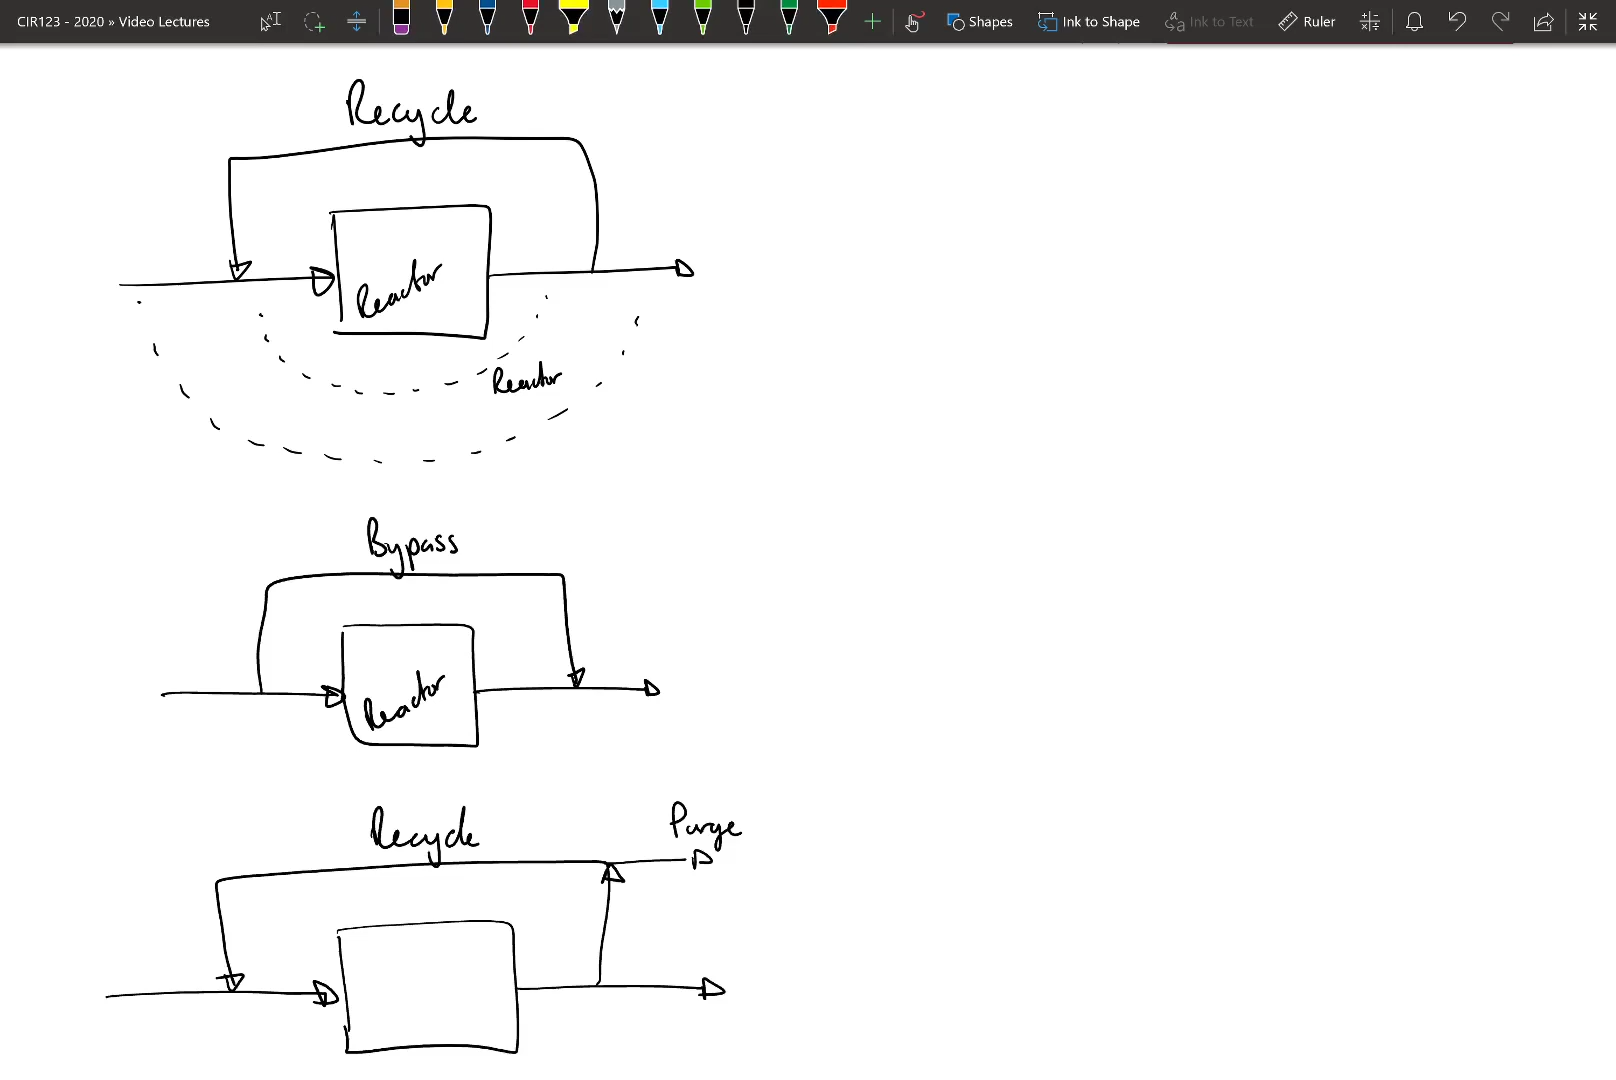 CIR123 - 2020 » Video Lectures
Shapes
Ink to Shape
Ink to Text
Ruler
Recycle
Reactor
Reactor
Bypass
Reactor
Recycle
Purge